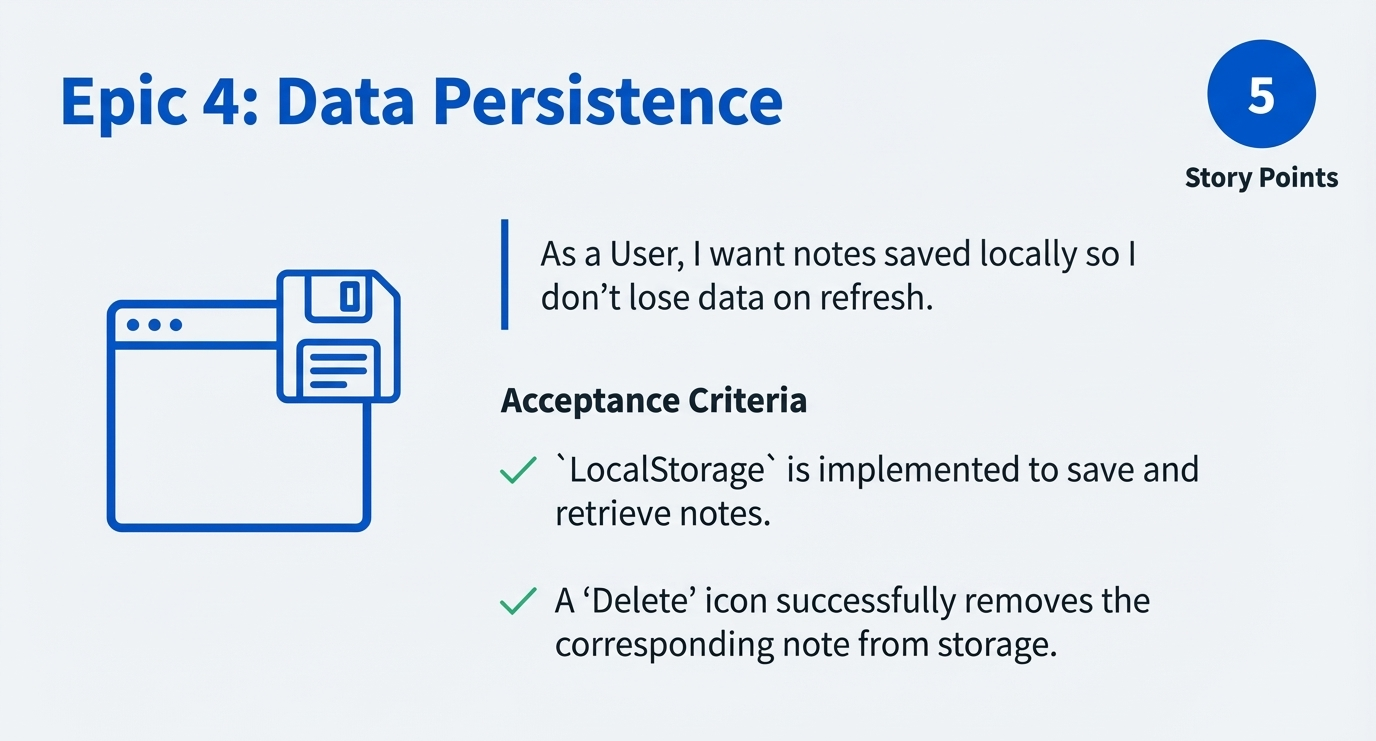 Epic 4: Data Persistence
5
Story Points
As a User, I want notes saved locally so I
don’t lose data on refresh.
Acceptance Criteria
`LocalStorage` is implemented to save and
retrieve notes.
A ‘Delete’ icon successfully removes the
corresponding note from storage.